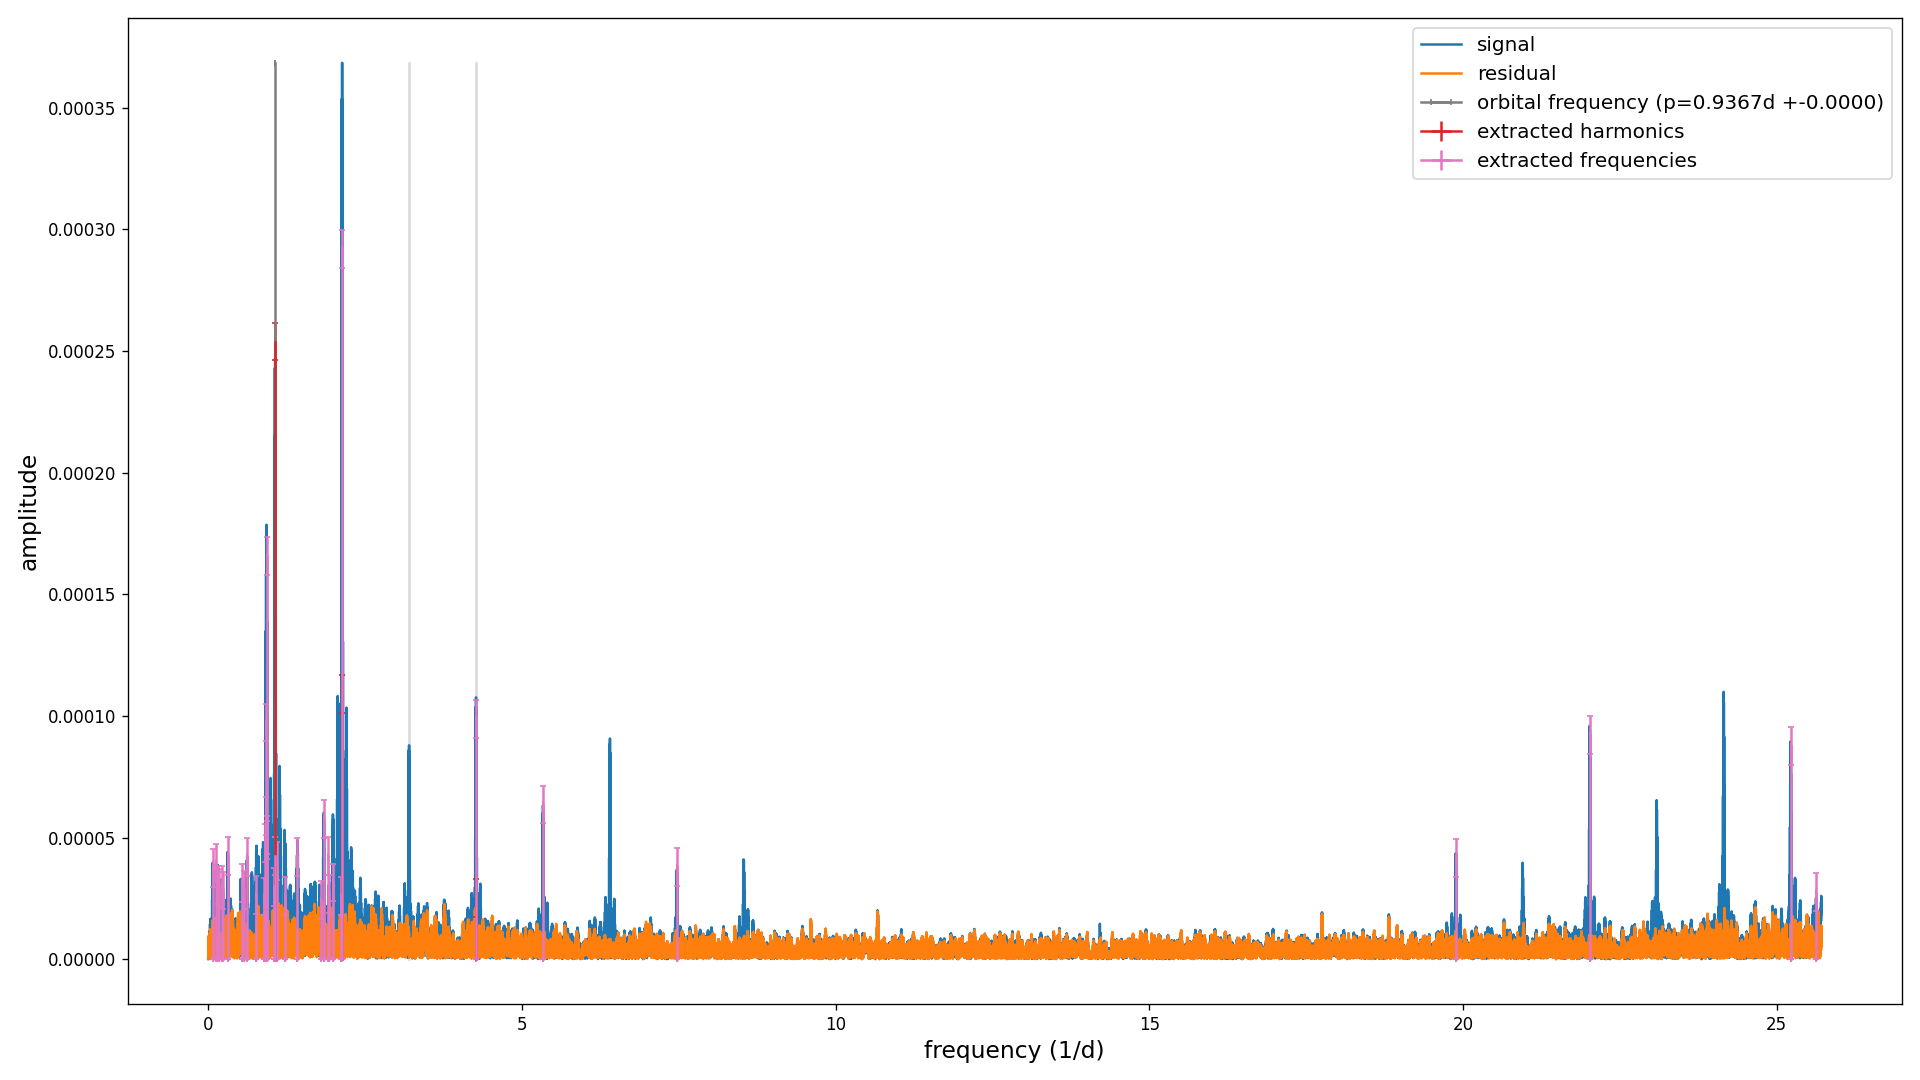 signal
residual
orbital frequency (p=0.9367d +-0.0000)
extracted harmonics
extracted frequencies
0.00035
0.00030
0.00025
0.00020
0.00015
0.00010
0.00005
0.00000
amplitude
0 5 10 15 20 25
frequency (1/d)